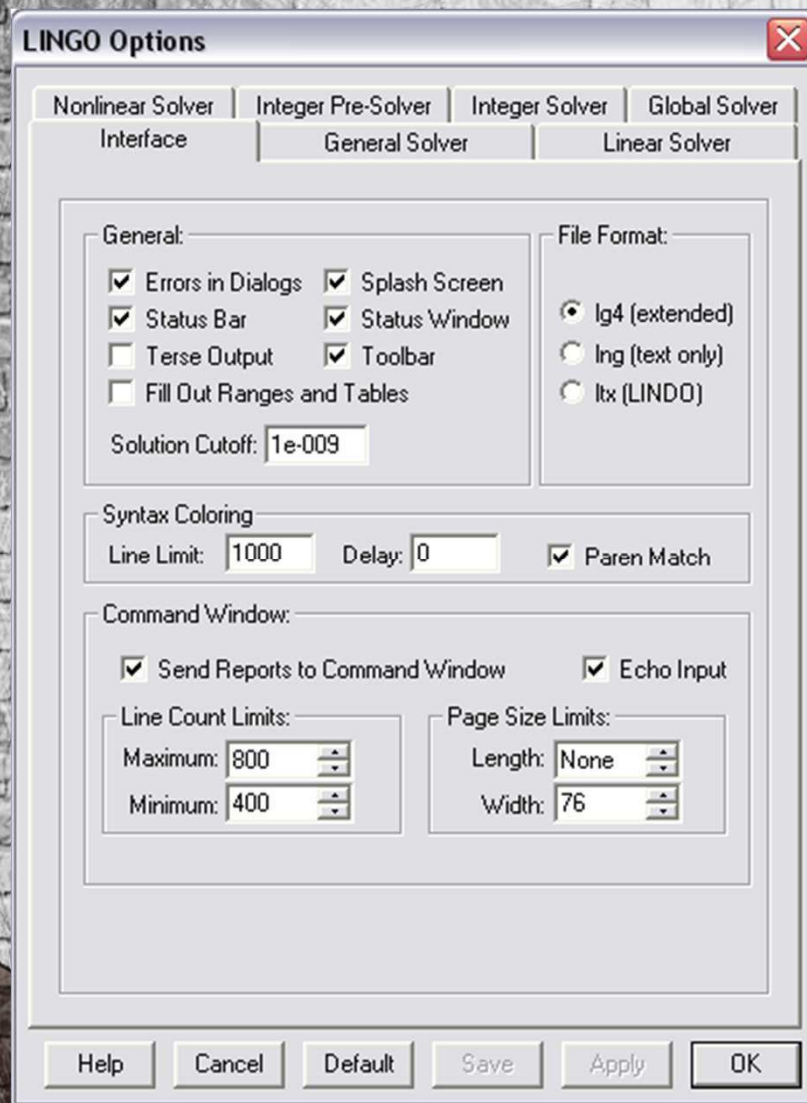 LINGO Options
Nonlinear Solver Integer Pre-Solver Integer Solver Global Solver
Interface General Solver Linear Solver
General:
Errors in Dialogs Splash Screen
Status Bar Status Window
Terse Output Toolbar
Fill Out Ranges and Tables
Solution Cutoff: 1e-009
File Format:
lg4 (extended)
lng (text only)
ltx (LINDO)
Syntax Coloring
Line Limit: 1000 Delay: 0 Paren Match
Command Window:
Send Reports to Command Window Echo Input
Line Count Limits:
Maximum: 800
Minimum: 400
Page Size Limits:
Length: None
Width: 76
Help Cancel Default Save Apply OK